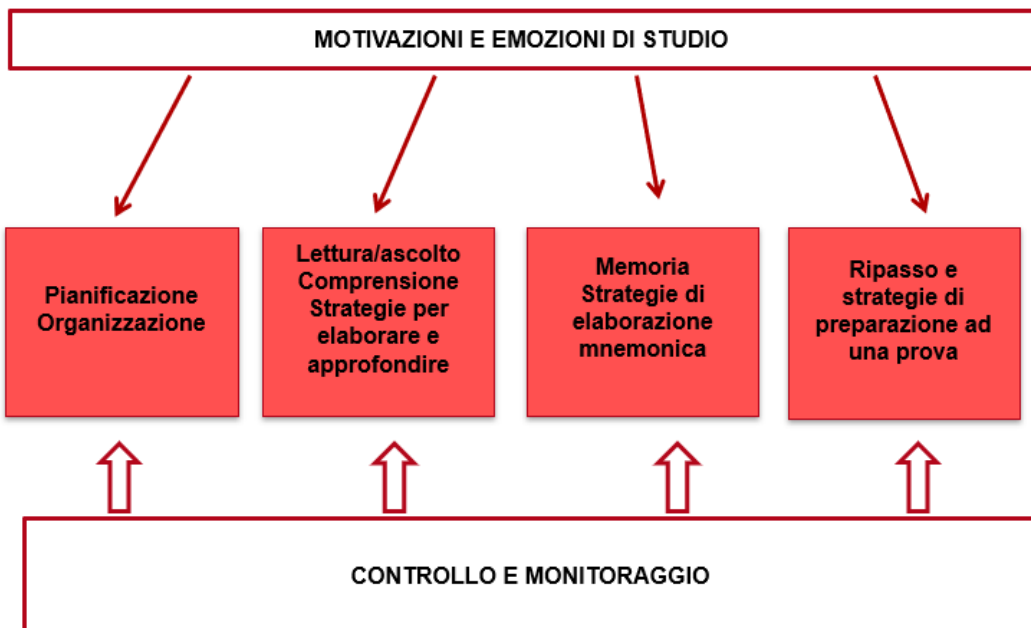 MOTIVAZIONI E EMOZIONI DI STUDIO
Pianificazione
Organizzazione
Lettura/ascolto
Comprensione
Strategie per
elaborare e
approfondire
Memoria
Strategie di
elaborazione
mnemonica
Ripasso e
strategie di
preparazione ad
una prova
CONTROLLO E MONITORAGGIO